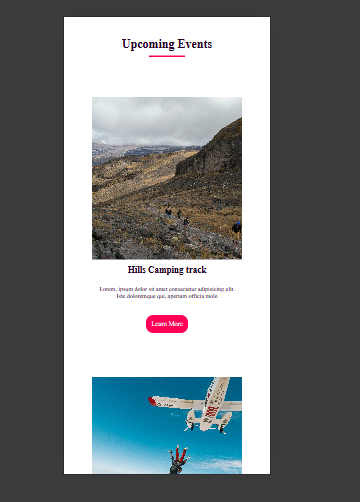 Upcoming Events
Hills Camping track
Lorem, ipsum dolor sit amet consectetur adipisicing elit.
Iste doloremque quo, aperiam officia mole
Learn More